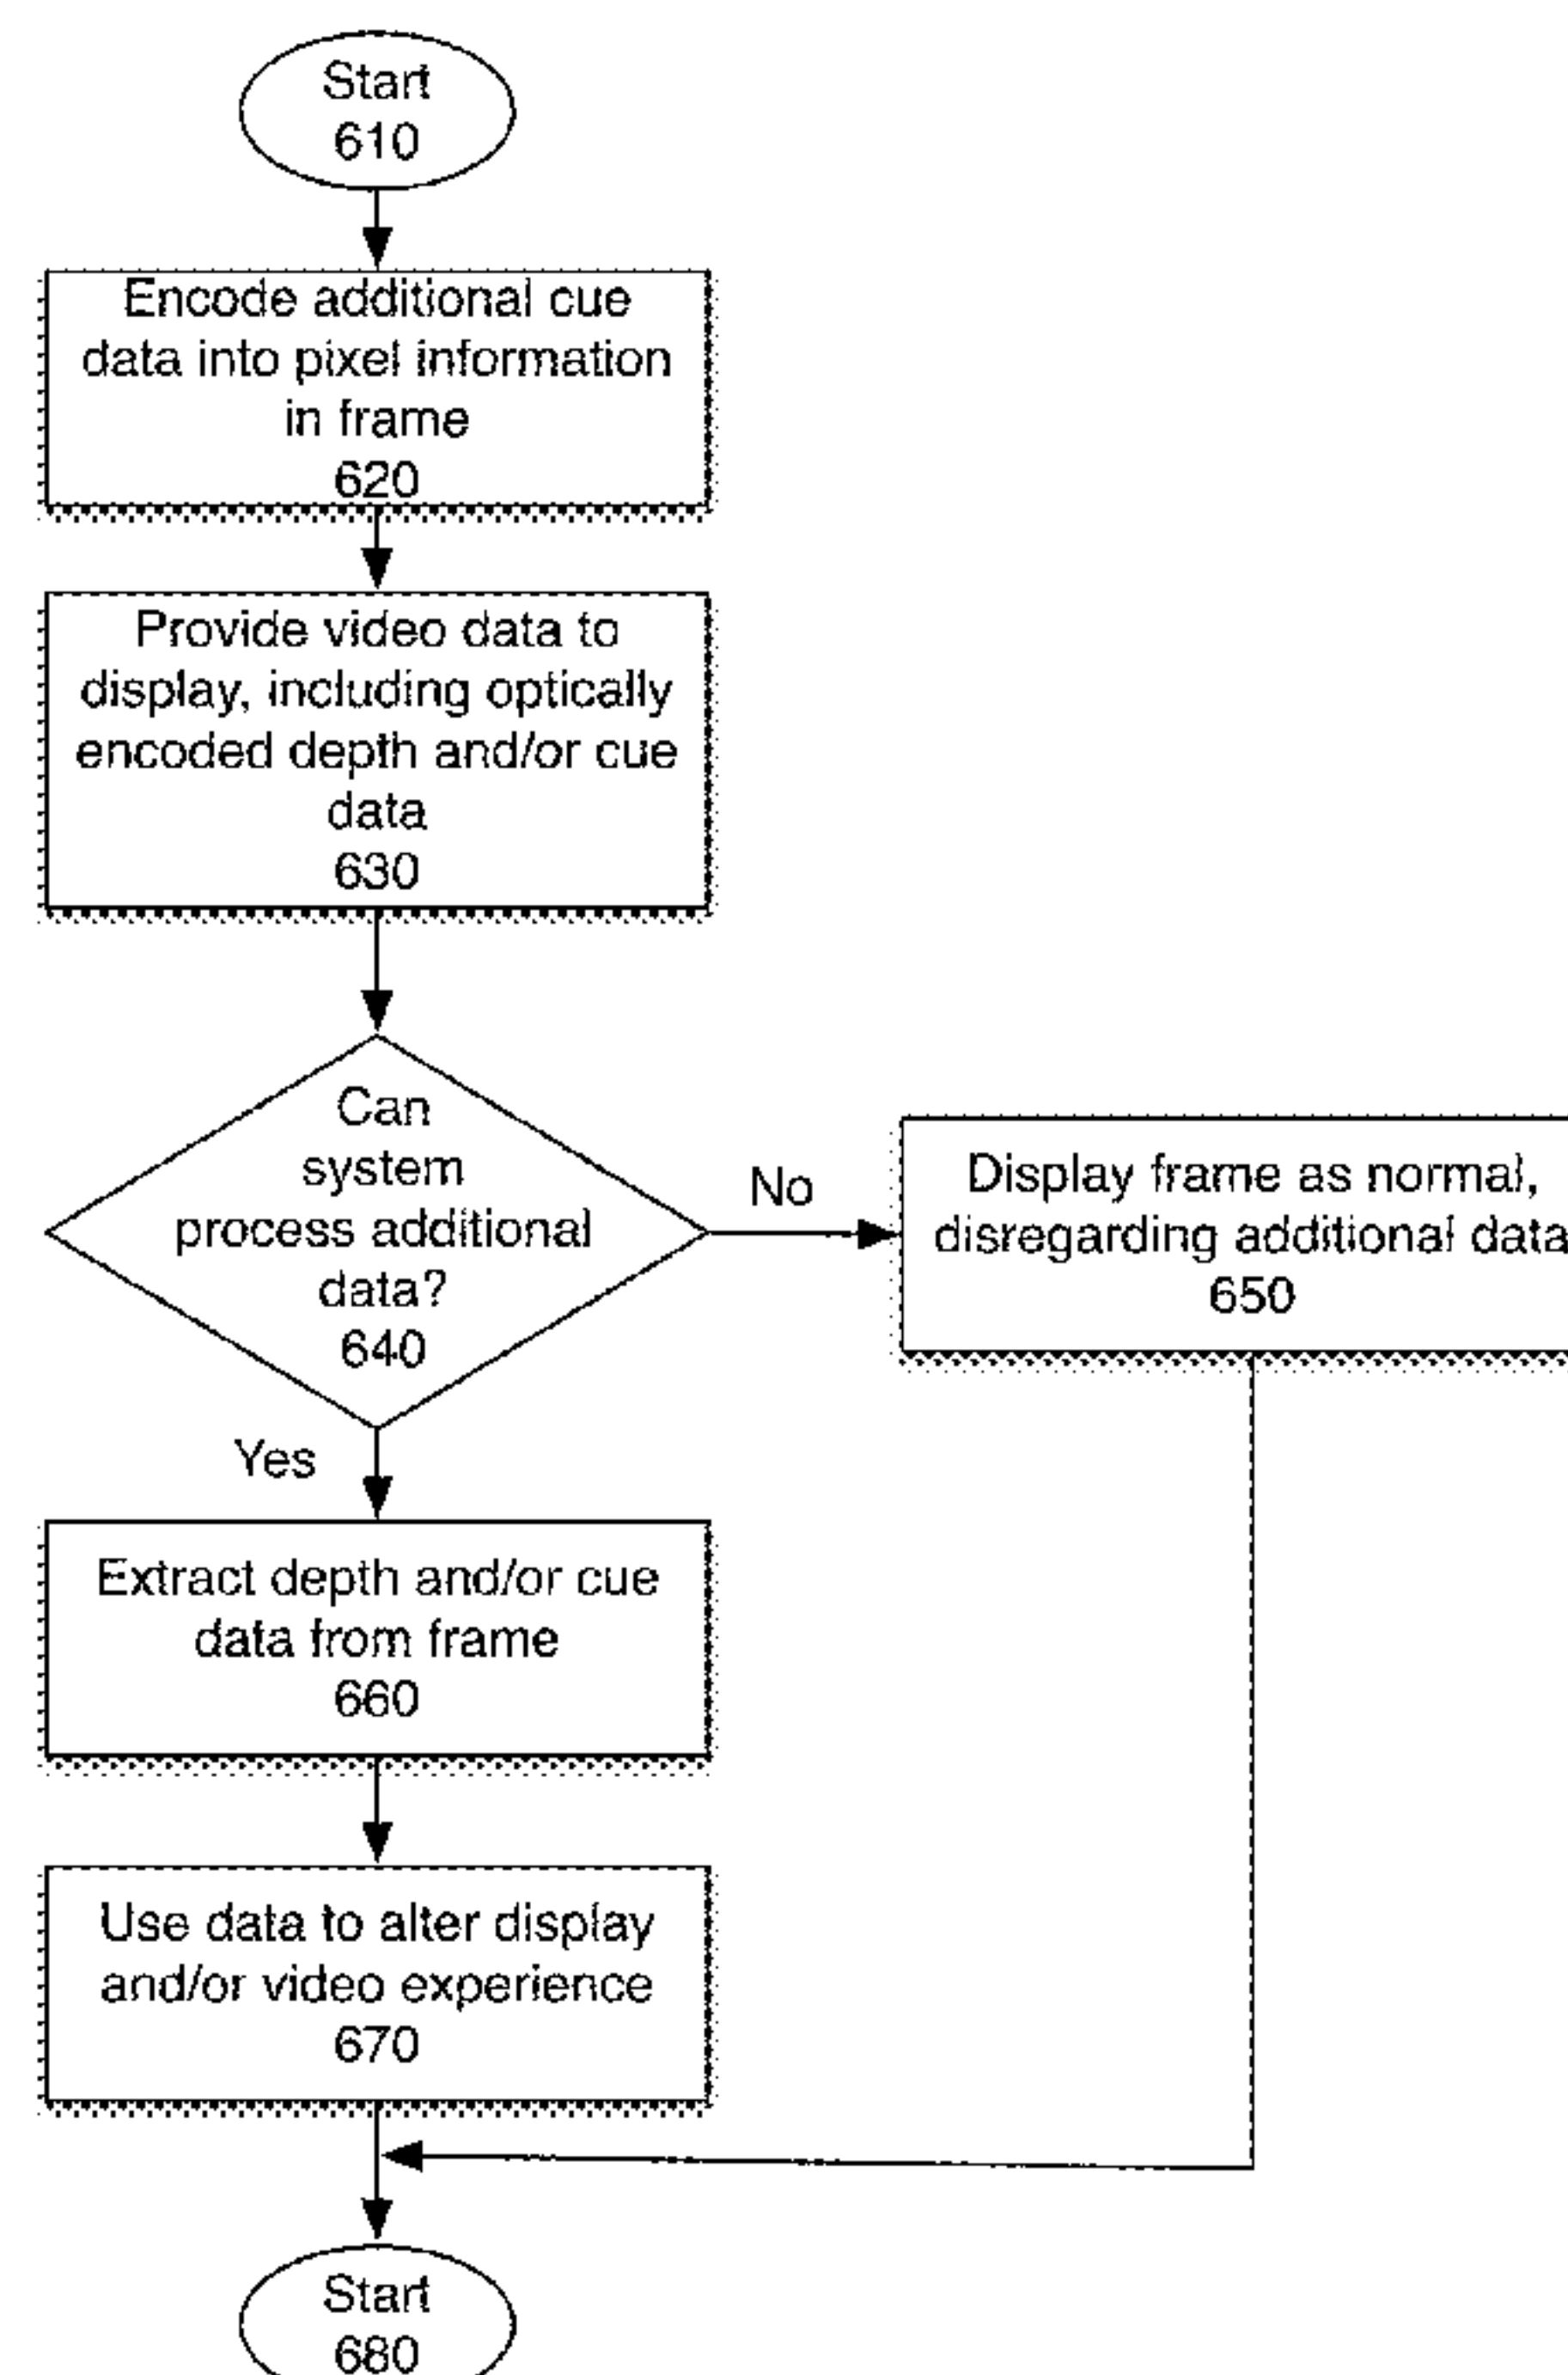 Start
610
Encode additional cue
data into pixel information
in frame
620
Provide video data to
display, including optically
encoded depth and/or cue
data
630
Can
system
process additional
data?
640
No
Display frame as normal,
disregarding additional data
650
Yes
Extract depth and/or cue
data from frame
660
Use data to alter display
and/or video experience
670
Start
680